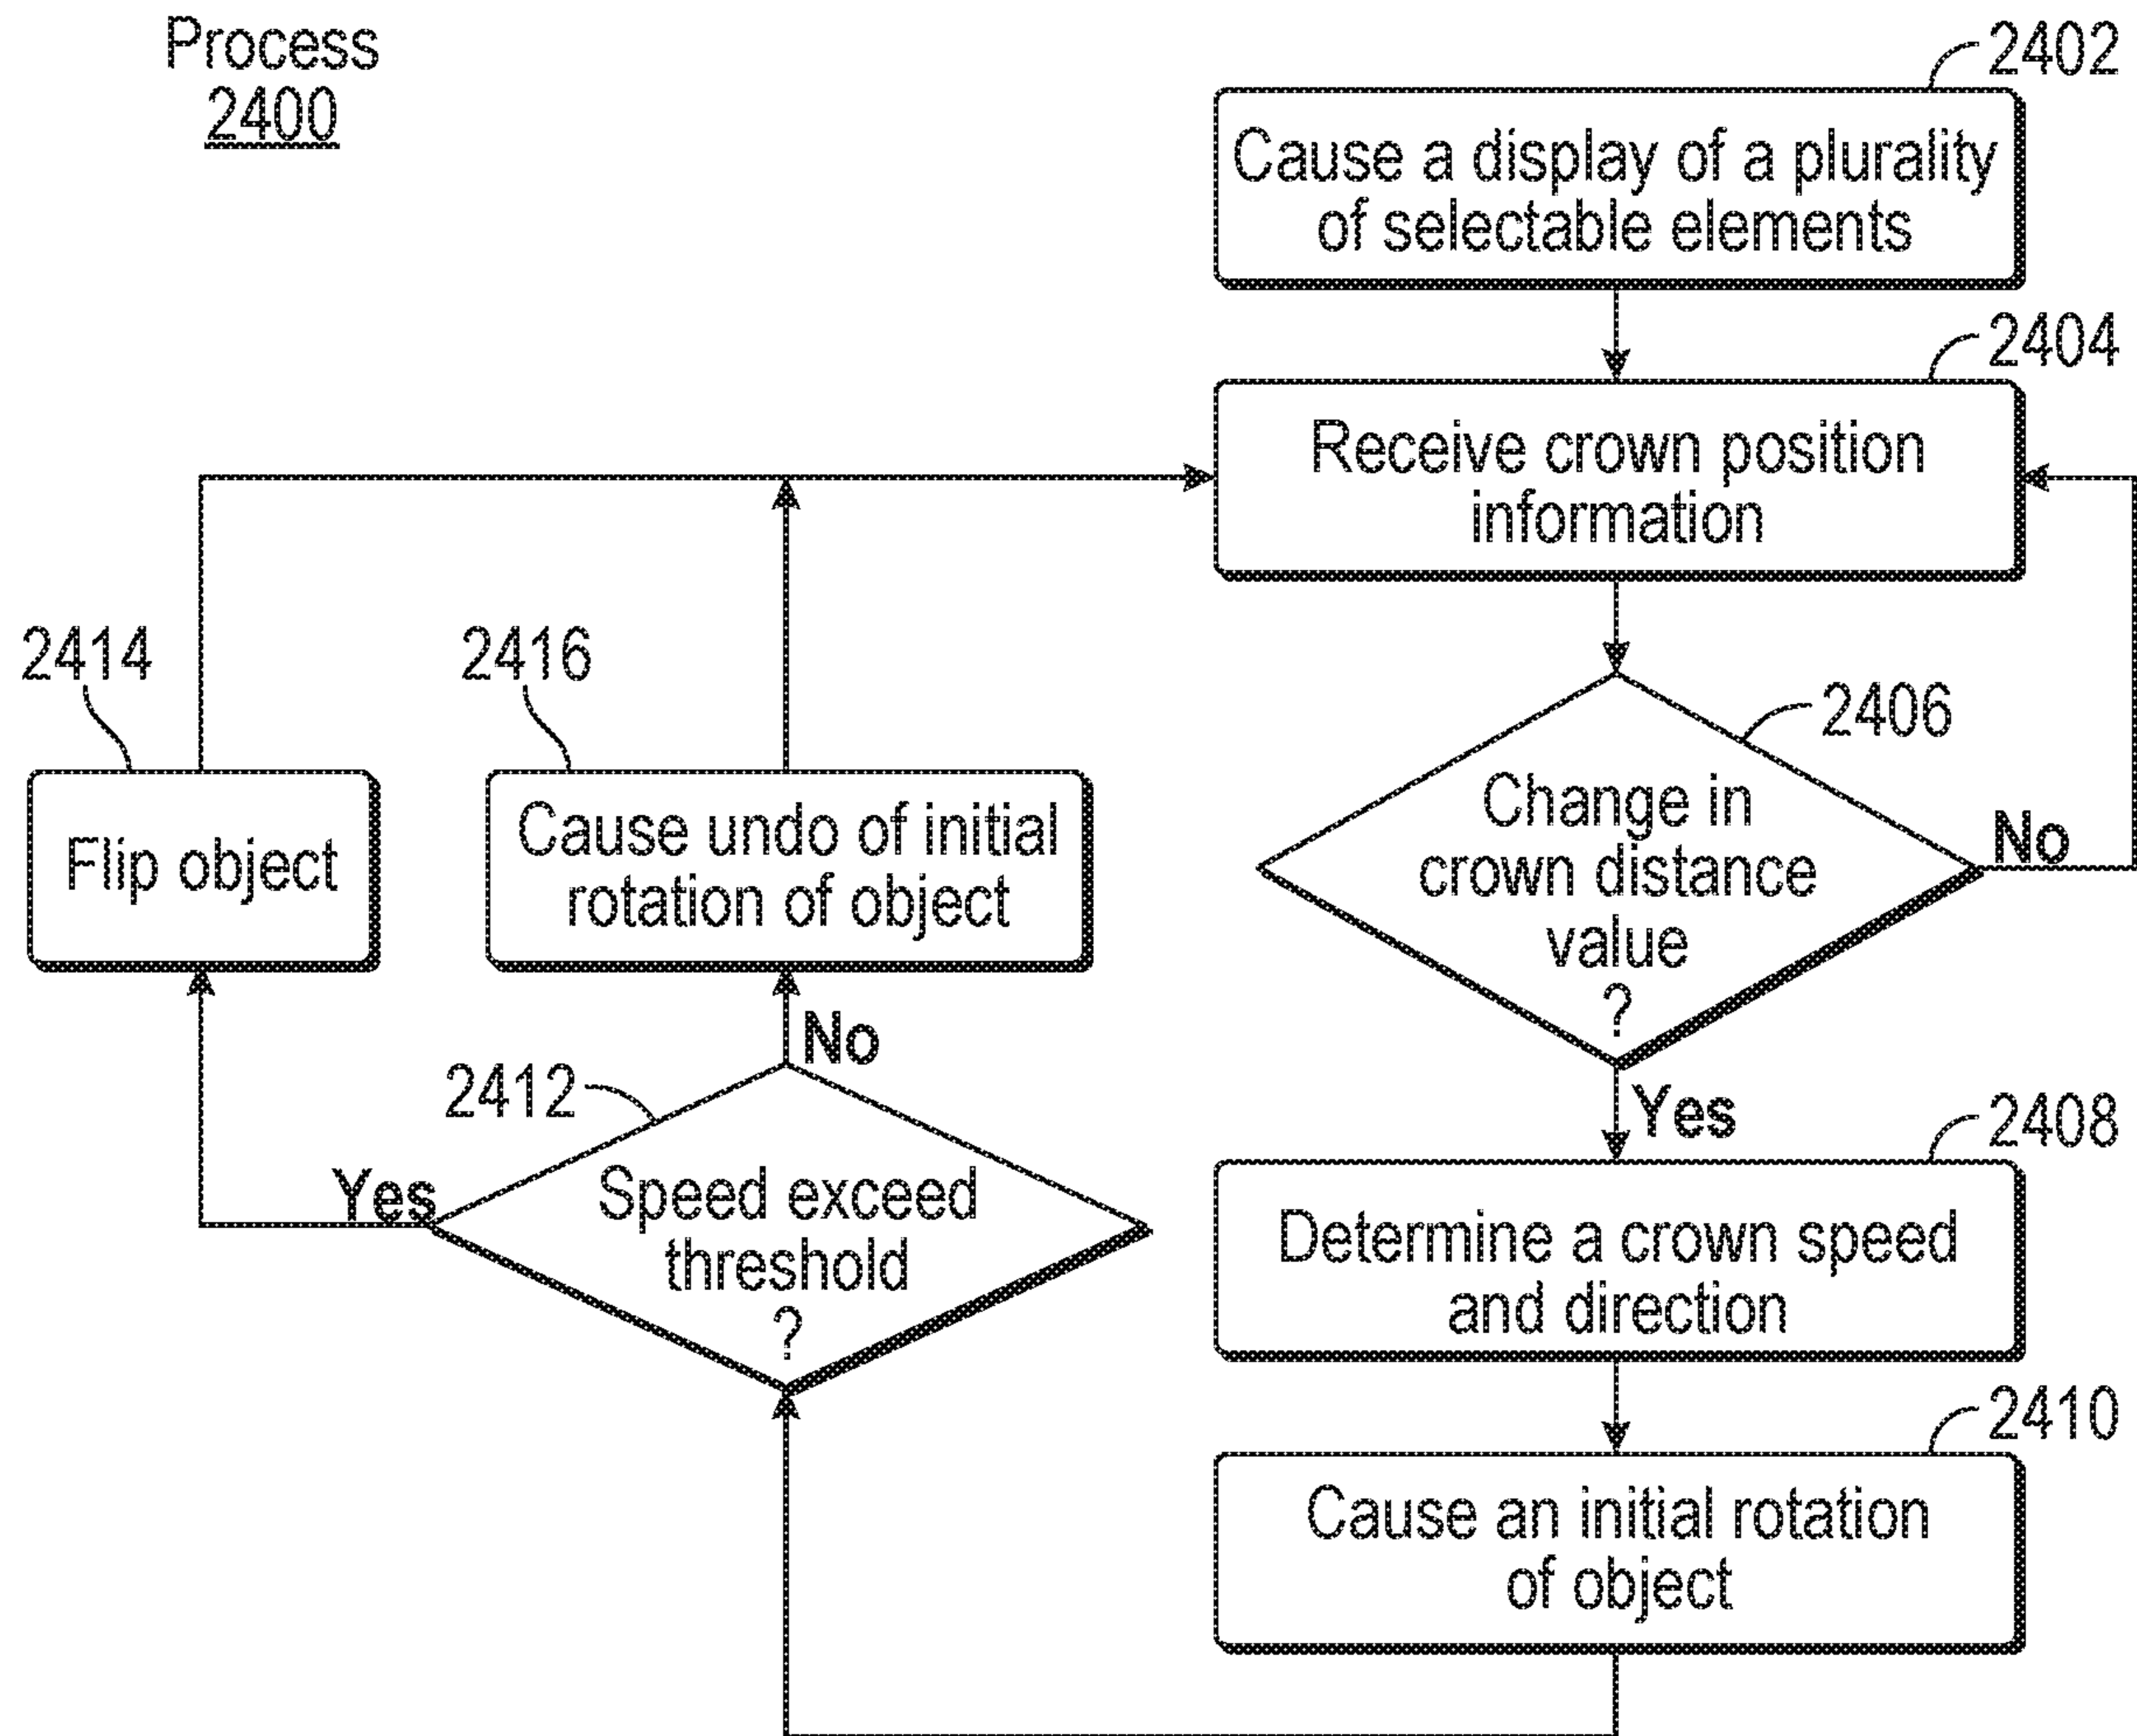 Process
2400
2402
Cause a display of a plurality
of selectable elements
2404
Receive crown position
information
2406
Change in
crown distance
value
?
No
Yes
2408
Determine a crown speed
and direction
2410
Cause an initial rotation
of object
2412
Speed exceed
threshold
?
Yes
No
2414
Flip object
2416
Cause undo of initial
rotation of object